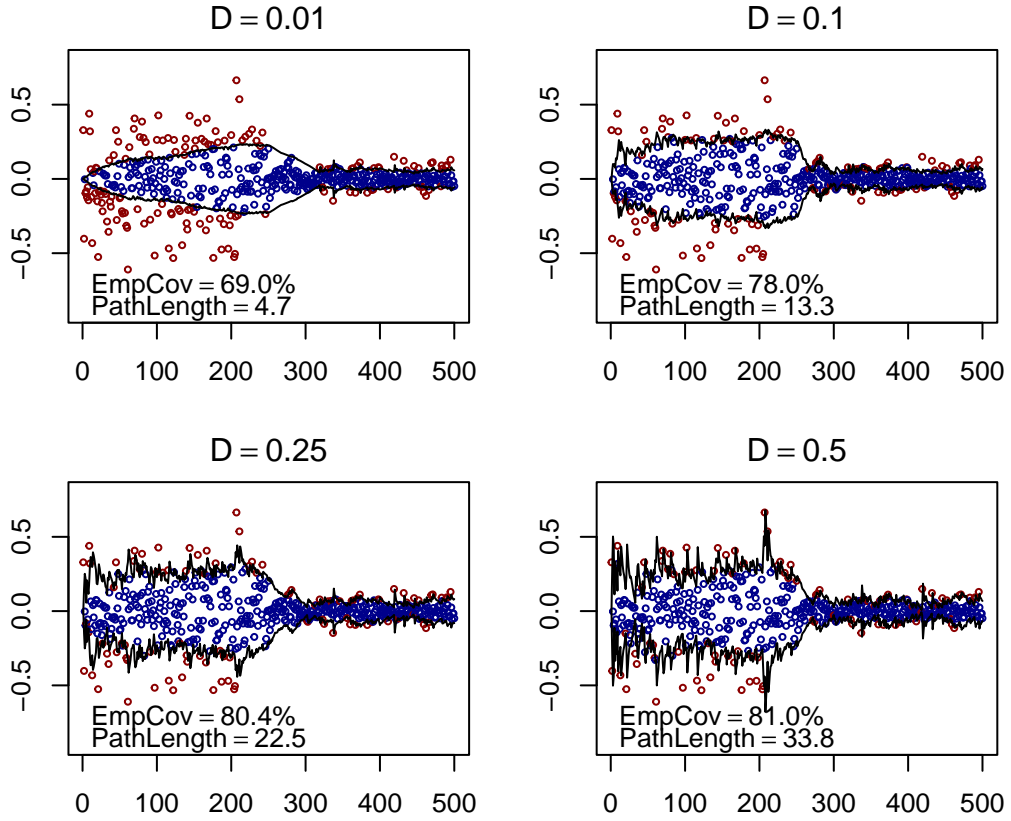 D = 0.01
0.5
0.0
−0.5
EmpCov = 69.0%
PathLength = 4.7
0 100 200 300 400 500
D = 0.1
0.5
0.0
−0.5
EmpCov = 78.0%
PathLength = 13.3
0 100 200 300 400 500
D = 0.25
0.5
0.0
−0.5
EmpCov = 80.4%
PathLength = 22.5
0 100 200 300 400 500
D = 0.5
0.5
0.0
−0.5
EmpCov = 81.0%
PathLength = 33.8
0 100 200 300 400 500